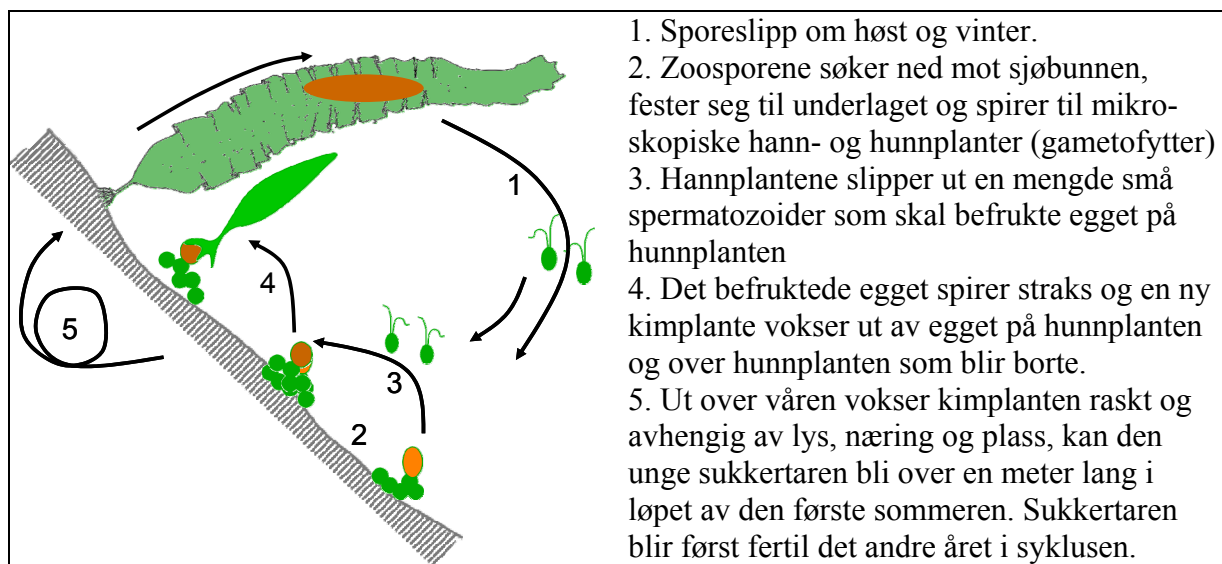 1. Sporeslipp om høst og vinter.
2. Zoosporene søker ned mot sjøbunnen,
fester seg til underlaget og spirer til mikro-
skopiske hann- og hunnplanter (gametofytter)
3. Hannplantene slipper ut en mengde små
spermatozoider som skal befrukte egget på
hunnplanten
4. Det befruktede egget spirer straks og en ny
kimplante vokser ut av egget på hunnplanten
og over hunnplanten som blir borte.
5. Ut over våren vokser kimplanten raskt og
avhengig av lys, næring og plass, kan den
unge sukkertaren bli over en meter lang i
løpet av den første sommeren. Sukkertaren
blir først fertil det andre året i syklusen.
1
4
5
3
2